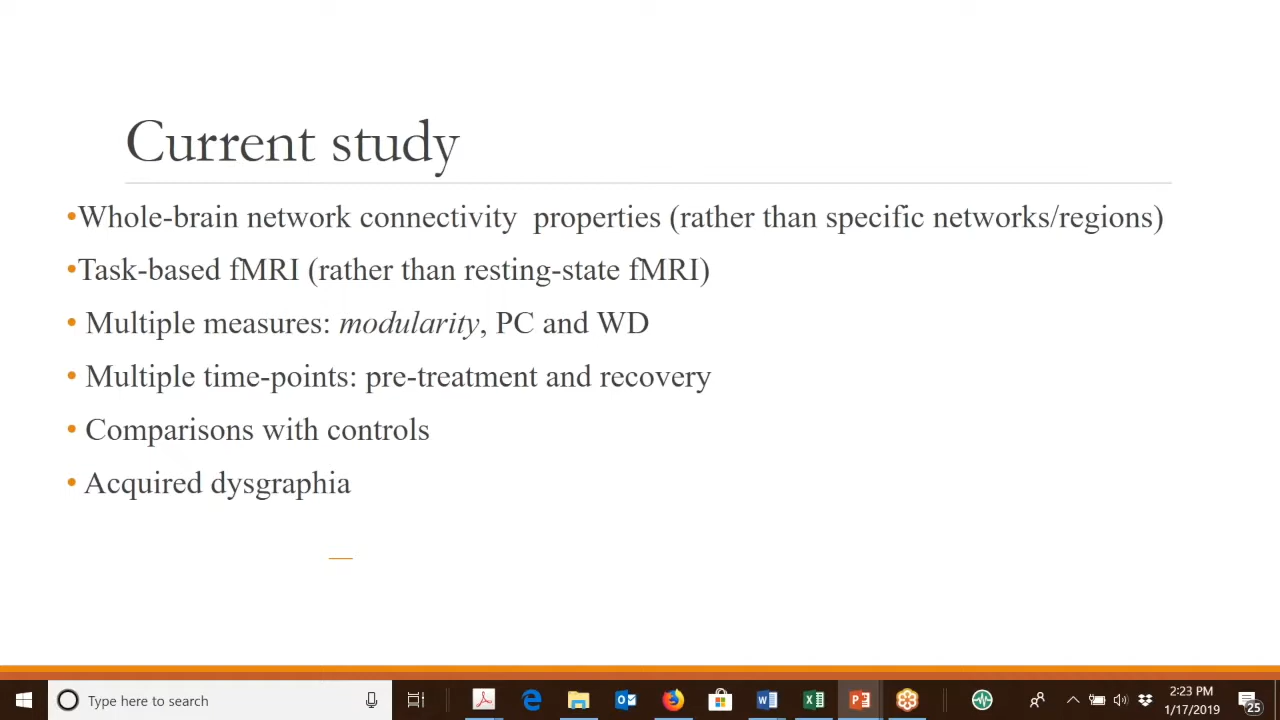 Current study
•Whole-brain network connectivity  properties (rather than specific networks/regions)
•Task-based fMRI (rather than resting-state fMRI)
• Multiple measures: modularity, PC and WD
• Multiple time-points: pre-treatment and recovery
• Comparisons with controls
• Acquired dysgraphia
Type here to search
2:23 PM
1/17/2019
25